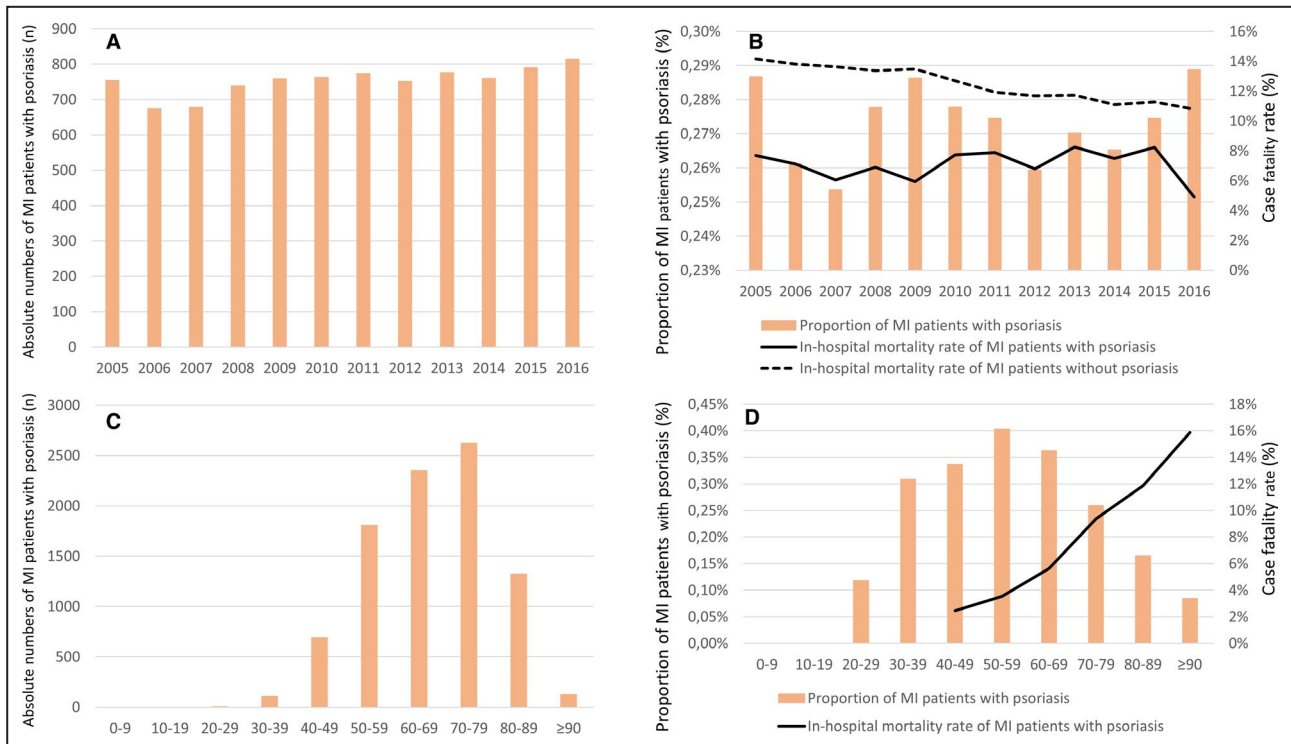 A
Absolute numbers of MI patients with psoriasis (n)
900
800
700
600
500
400
300
200
100
0
2005 2006 2007 2008 2009 2010 2011 2012 2013 2014 2015 2016
B
Proportion of MI patients with psoriasis (%)
0,30%
0,29%
0,28%
0,27%
0,26%
0,25%
0,24%
0,23%
16%
14%
12%
10%
8%
6%
4%
2%
0%
Case fatality rate (%)
2005 2006 2007 2008 2009 2010 2011 2012 2013 2014 2015 2016
Proportion of MI patients with psoriasis
In-hospital mortality rate of MI patients with psoriasis
In-hospital mortality rate of MI patients without psoriasis
C
Absolute numbers of MI patients with psoriasis (n)
3000
2500
2000
1500
1000
500
0
0-9 10-19 20-29 30-39 40-49 50-59 60-69 70-79 80-89 ≥90
D
Proportion of MI patients with psoriasis (%)
0,45%
0,40%
0,35%
0,30%
0,25%
0,20%
0,15%
0,10%
0,05%
0,00%
18%
16%
14%
12%
10%
8%
6%
4%
2%
0%
Case fatality rate (%)
0-9 10-19 20-29 30-39 40-49 50-59 60-69 70-79 80-89 ≥90
Proportion of MI patients with psoriasis
In-hospital mortality rate of MI patients with psoriasis